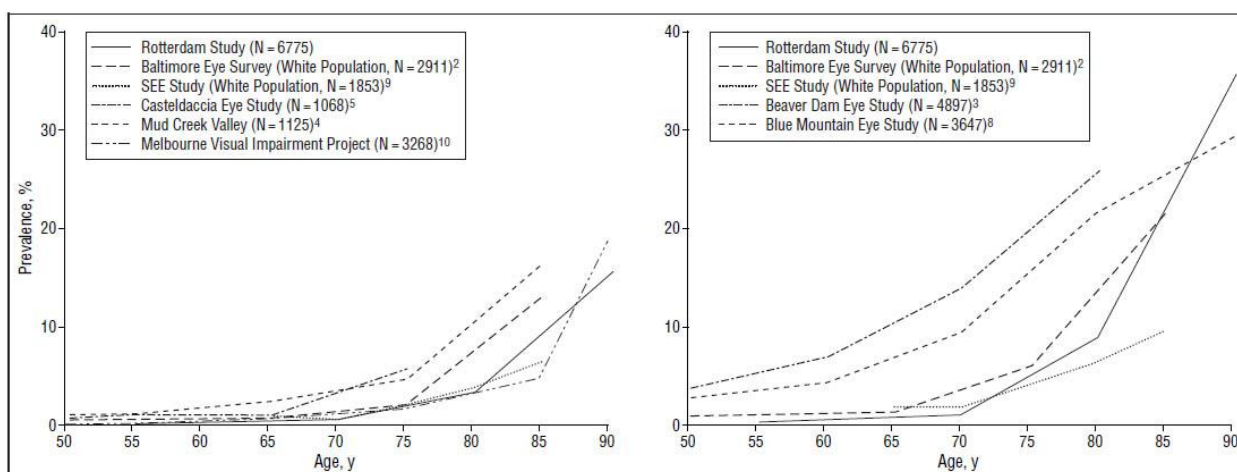 40
30
20
10
0
Prevalence, %
Rotterdam Study (N = 6775)
Baltimore Eye Survey (White Population, N = 2911)²
SEE Study (White Population, N = 1853)⁹
Casteldaccia Eye Study (N = 1068)⁵
Mud Creek Valley (N = 1125)⁴
Melbourne Visual Impairment Project (N = 3268)¹⁰
50 55 60 65 70 75 80 85 90
Age, y
40
30
20
10
0
Rotterdam Study (N = 6775)
Baltimore Eye Survey (White Population, N = 2911)²
SEE Study (White Population, N = 1853)⁹
Beaver Dam Eye Study (N = 4897)³
Blue Mountain Eye Study (N = 3647)⁸
50 55 60 65 70 75 80 85 90
Age, y